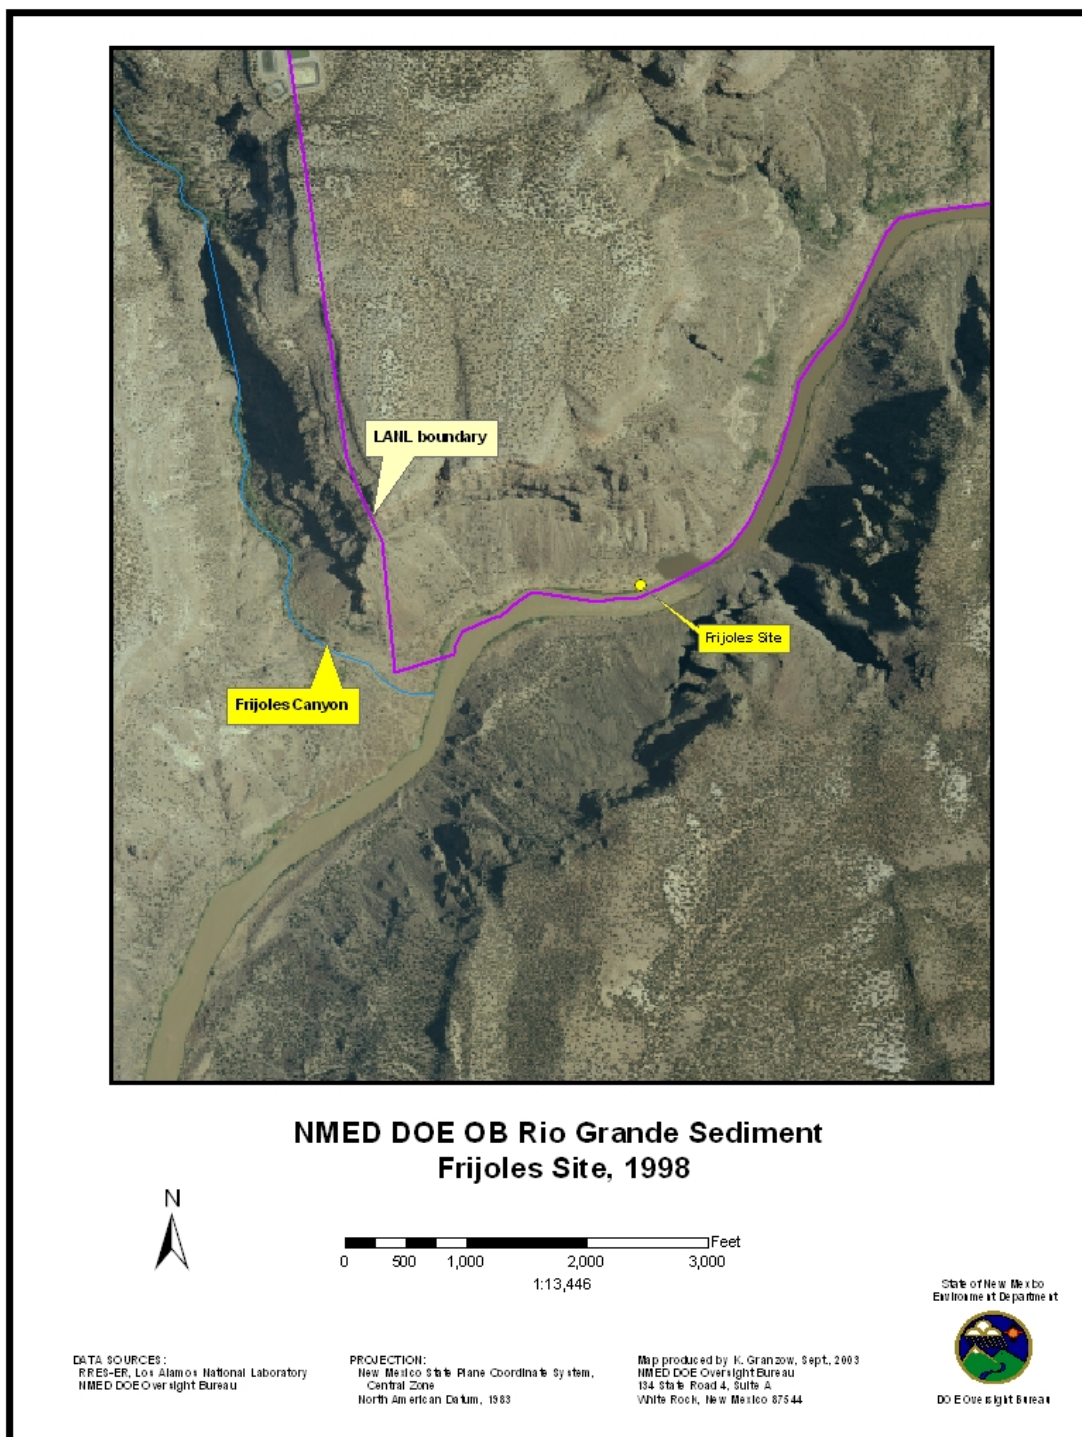 LANL boundary
Frijoles Site
Frijoles Canyon
NMED DOE OB Rio Grande Sediment
Frijoles Site, 1998
N
Feet
0 500 1,000 2,000 3,000
1:13,446
State of New Mexico
Environment Department
DATA SOURCES:
RRES-ER, Los Alamos National Laboratory
NMED DOE Oversight Bureau
PROJECTION:
New Mexico State Plane Coordinate System,
Central Zone
North American Datum, 1983
Map produced by K. Granzow, Sept., 2003
NMED DOE Oversight Bureau
134 State Road 4, Suite A
White Rock, New Mexico 87544
DOE Oversight Bureau